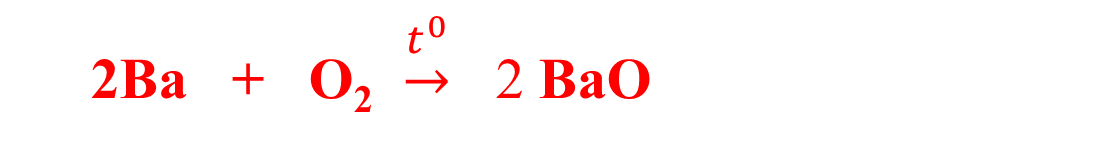 2Ba + O₂ →^{t⁰} 2 BaO